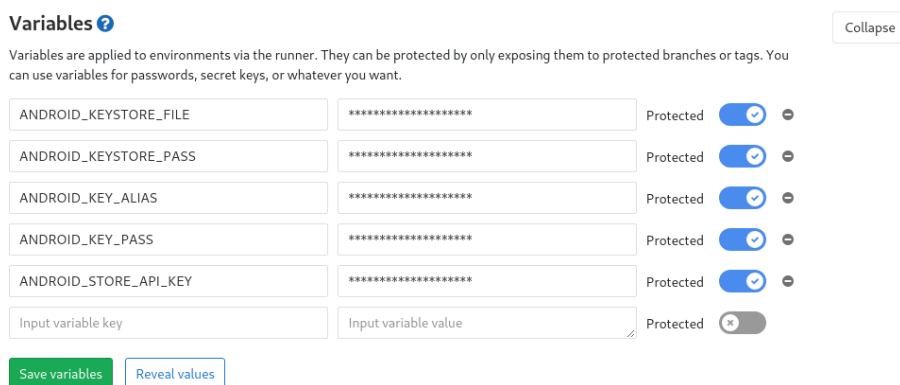 Variables ?
Collapse
Variables are applied to environments via the runner. They can be protected by only exposing them to protected branches or tags. You
can use variables for passwords, secret keys, or whatever you want.
ANDROID_KEYSTORE_FILE ******************** Protected
ANDROID_KEYSTORE_PASS ******************** Protected
ANDROID_KEY_ALIAS ******************** Protected
ANDROID_KEY_PASS ******************** Protected
ANDROID_STORE_API_KEY ******************** Protected
Input variable key Input variable value Protected
Save variables Reveal values